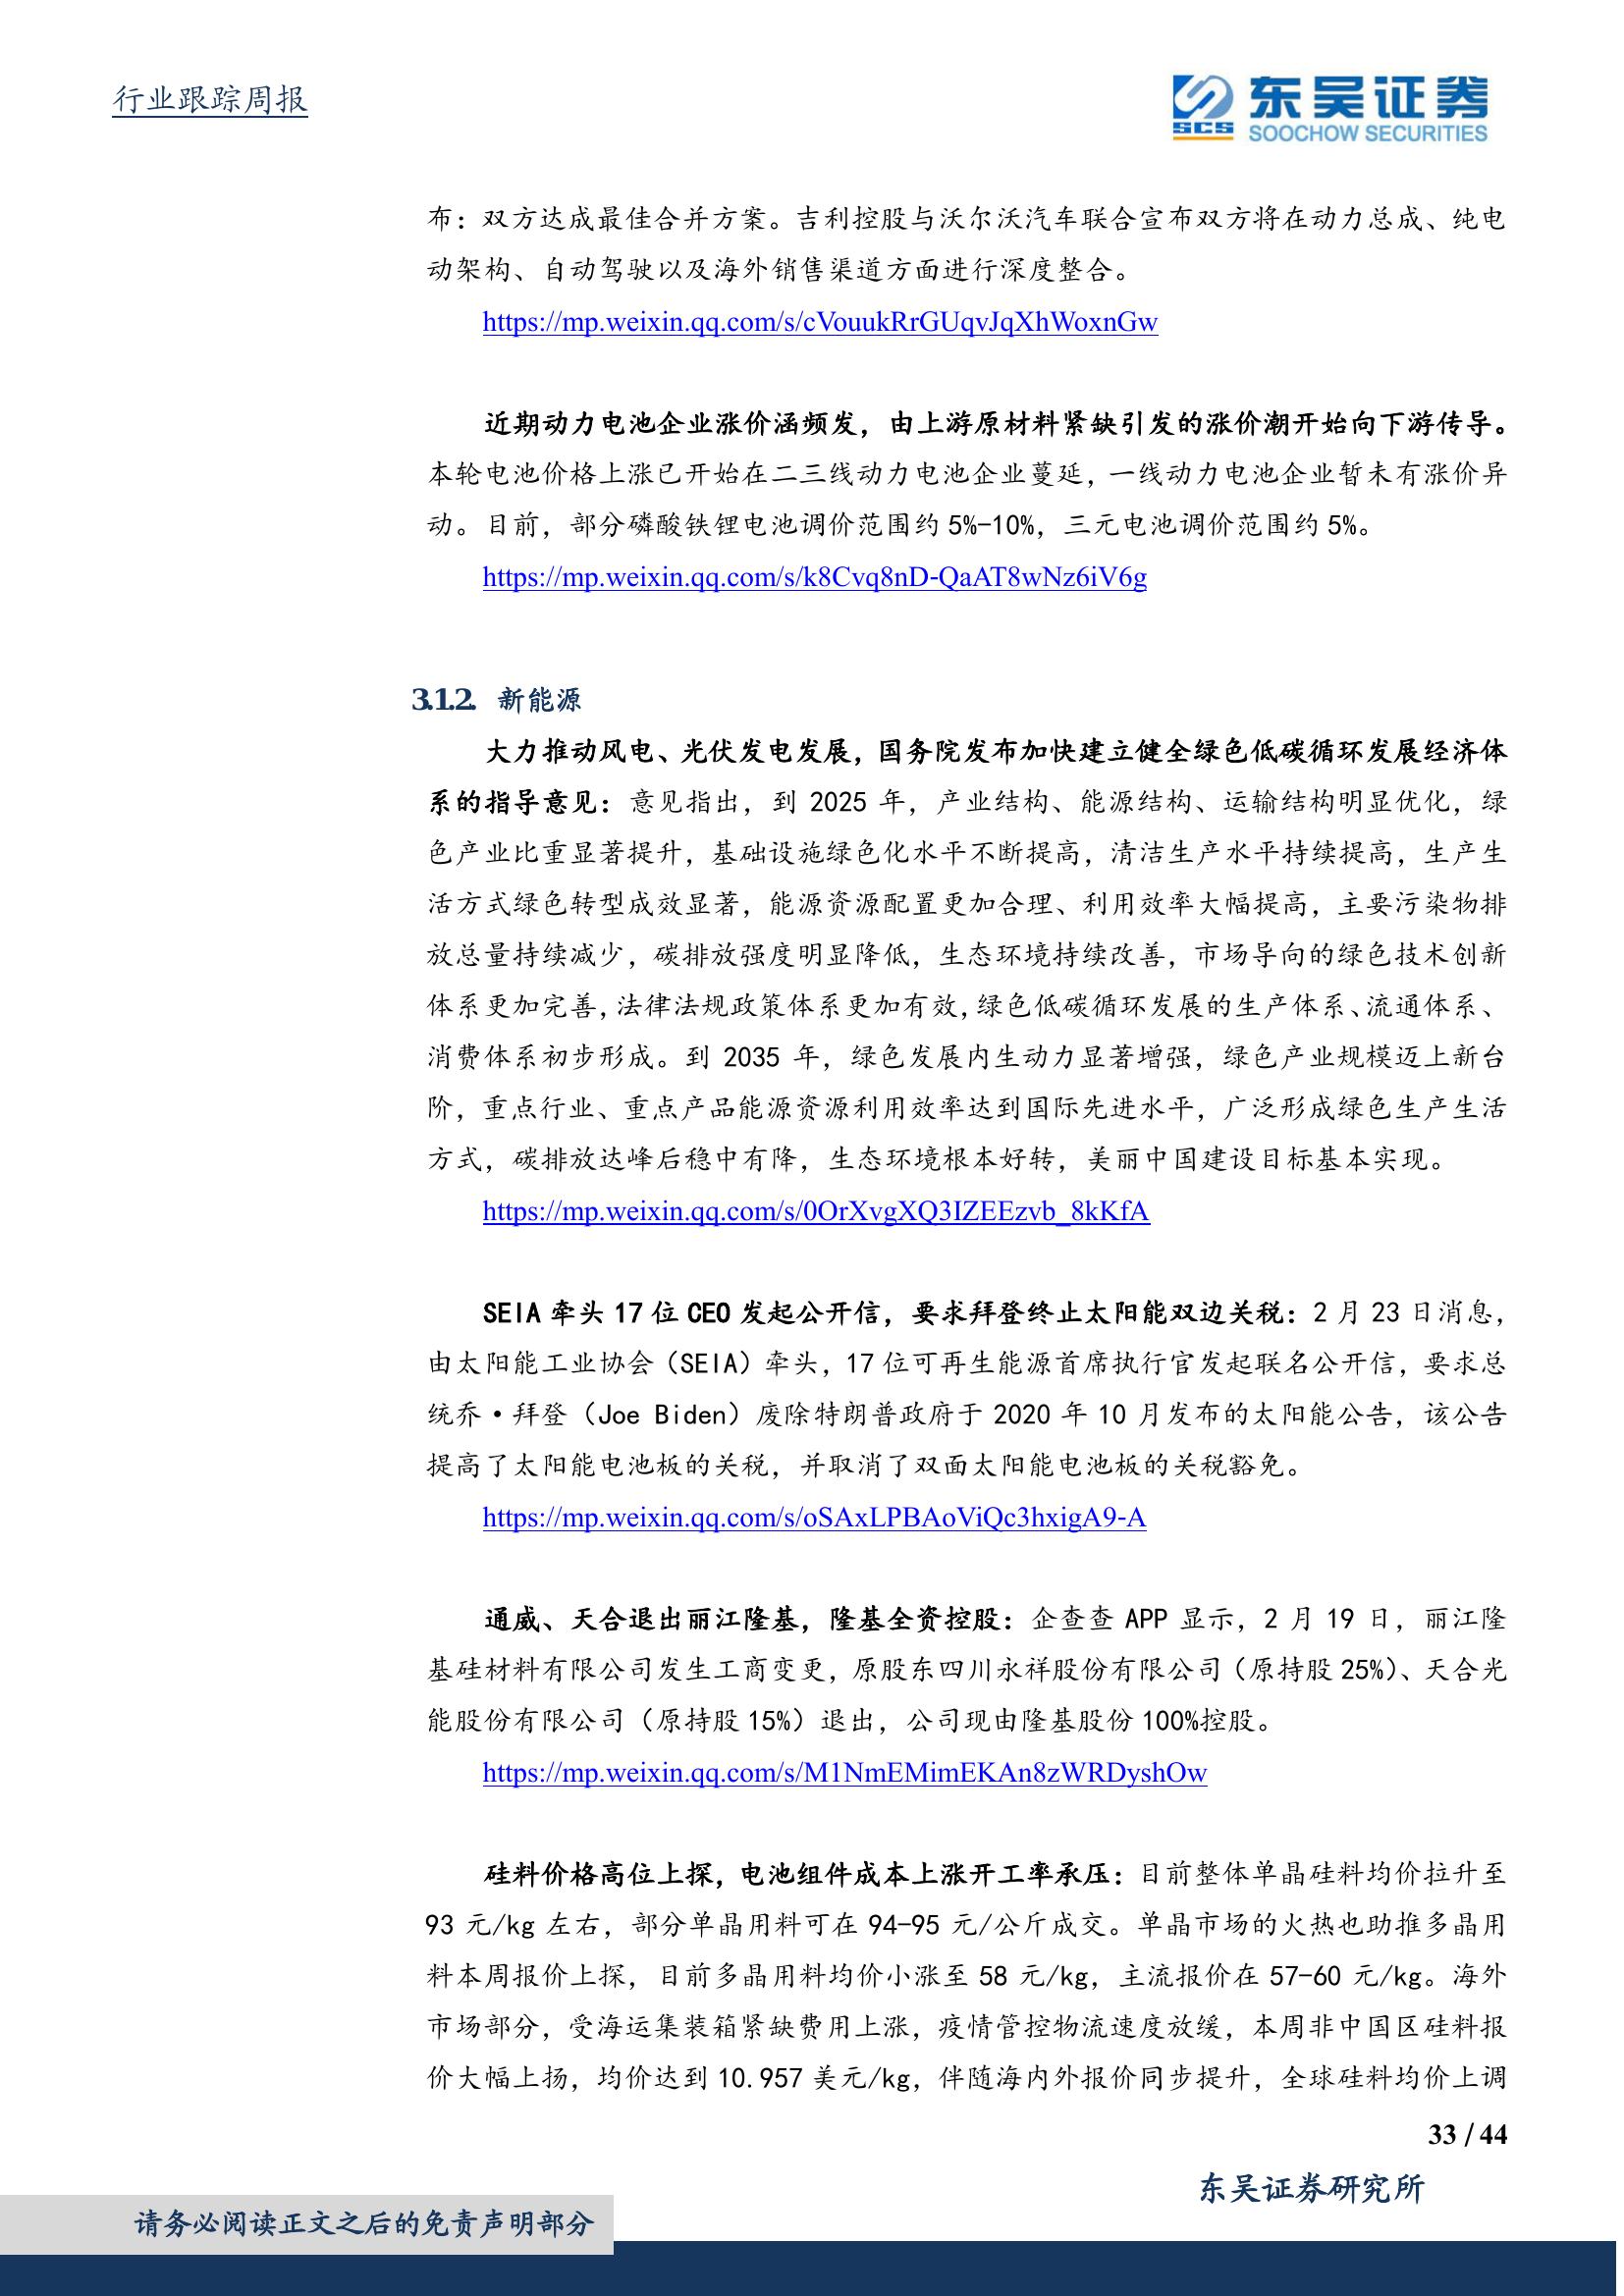 行业跟踪周报
SCS
东吴证券
SOOCHOW SECURITIES
布：双方达成最佳合并方案。吉利控股与沃尔沃汽车联合宣布双方将在动力总成、纯电
动架构、自动驾驶以及海外销售渠道方面进行深度整合。
https://mp.weixin.qq.com/s/cVouukRrGUqvJqXhWoxnGw
近期动力电池企业涨价涵频发，由上游原材料紧缺引发的涨价潮开始向下游传导。
本轮电池价格上涨已开始在二三线动力电池企业蔓延，一线动力电池企业暂未有涨价异
动。目前，部分磷酸铁锂电池调价范围约 5%-10%，三元电池调价范围约 5%。
https://mp.weixin.qq.com/s/k8Cvq8nD-QaAT8wNz6iV6g
3.1.2. 新能源
大力推动风电、光伏发电发展，国务院发布加快建立健全绿色低碳循环发展经济体
系的指导意见：意见指出，到 2025 年，产业结构、能源结构、运输结构明显优化，绿
色产业比重显著提升，基础设施绿色化水平不断提高，清洁生产水平持续提高，生产生
活方式绿色转型成效显著，能源资源配置更加合理、利用效率大幅提高，主要污染物排
放总量持续减少，碳排放强度明显降低，生态环境持续改善，市场导向的绿色技术创新
体系更加完善，法律法规政策体系更加有效，绿色低碳循环发展的生产体系、流通体系、
消费体系初步形成。到 2035 年，绿色发展内生动力显著增强，绿色产业规模迈上新台
阶，重点行业、重点产品能源资源利用效率达到国际先进水平，广泛形成绿色生产生活
方式，碳排放达峰后稳中有降，生态环境根本好转，美丽中国建设目标基本实现。
https://mp.weixin.qq.com/s/0OrXvgXQ3IZEEzvb_8kKfA
SEIA 牵头 17 位 CEO 发起公开信，要求拜登终止太阳能双边关税：2 月 23 日消息，
由太阳能工业协会（SEIA）牵头，17 位可再生能源首席执行官发起联名公开信，要求总
统乔·拜登（Joe Biden）废除特朗普政府于 2020 年 10 月发布的太阳能公告，该公告
提高了太阳能电池板的关税，并取消了双面太阳能电池板的关税豁免。
https://mp.weixin.qq.com/s/oSAxLPBAoViQc3hxigA9-A
通威、天合退出丽江隆基，隆基全资控股：企查查 APP 显示，2 月 19 日，丽江隆
基硅材料有限公司发生工商变更，原股东四川永祥股份有限公司（原持股 25%）、天合光
能股份有限公司（原持股 15%）退出，公司现由隆基股份 100%控股。
https://mp.weixin.qq.com/s/M1NmEMimEKAn8zWRDyshOw
硅料价格高位上探，电池组件成本上涨开工率承压：目前整体单晶硅料均价拉升至
93 元/kg 左右，部分单晶用料可在 94-95 元/公斤成交。单晶市场的火热也助推多晶用
料本周报价上探，目前多晶用料均价小涨至 58 元/kg，主流报价在 57-60 元/kg。海外
市场部分，受海运集装箱紧缺费用上涨，疫情管控物流速度放缓，本周非中国区硅料报
价大幅上扬，均价达到 10.957 美元/kg，伴随海内外报价同步提升，全球硅料均价上调
33 / 44
东吴证券研究所
请务必阅读正文之后的免责声明部分